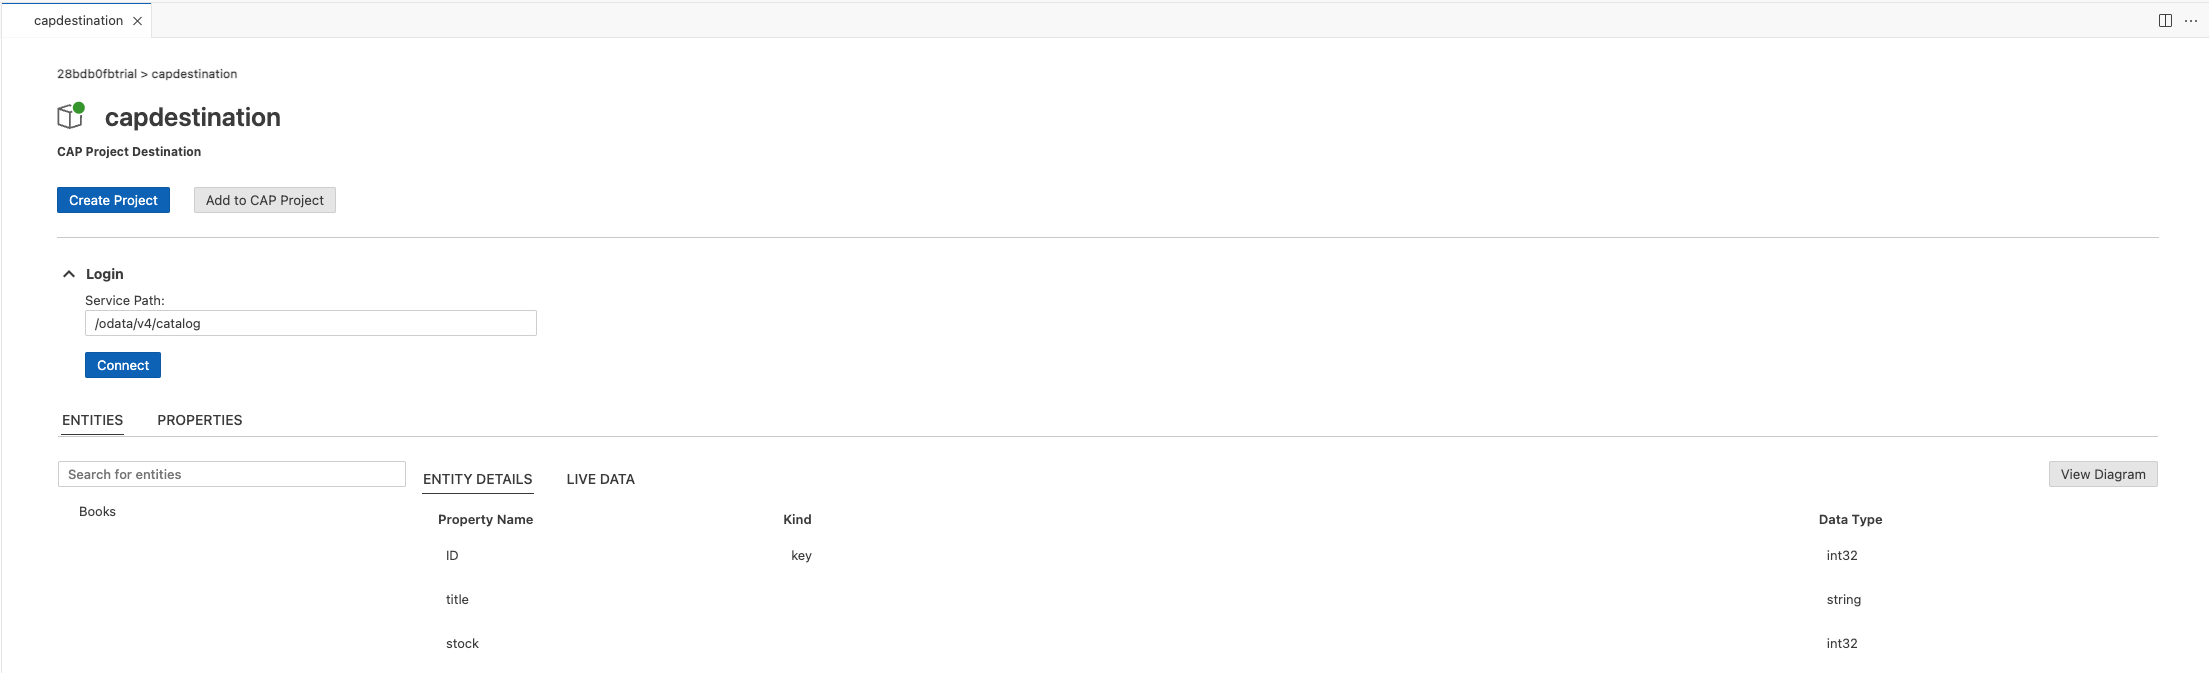 capdestination
28bdb0fbtrial > capdestination
capdestination
CAP Project Destination
Create Project Add to CAP Project
Login
Service Path:
/odata/v4/catalog
Connect
ENTITIES PROPERTIES
Search for entities ENTITY DETAILS LIVE DATA View Diagram
Books Property Name Kind Data Type
ID key int32
title string
stock int32